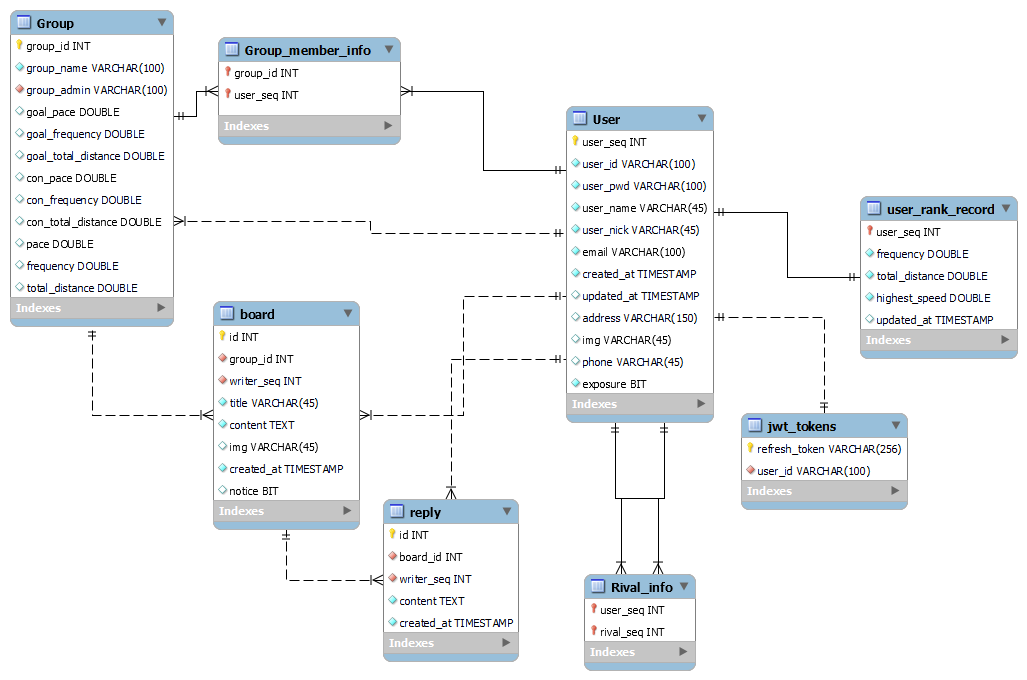 Group
group_id INT
group_name VARCHAR(100)
group_admin VARCHAR(100)
goal_pace DOUBLE
goal_frequency DOUBLE
goal_total_distance DOUBLE
con_pace DOUBLE
con_frequency DOUBLE
con_total_distance DOUBLE
pace DOUBLE
frequency DOUBLE
total_distance DOUBLE
Indexes
Group_member_info
group_id INT
user_seq INT
Indexes
User
user_seq INT
user_id VARCHAR(100)
user_pwd VARCHAR(100)
user_name VARCHAR(45)
user_nick VARCHAR(45)
email VARCHAR(100)
created_at TIMESTAMP
updated_at TIMESTAMP
address VARCHAR(150)
img VARCHAR(45)
phone VARCHAR(45)
exposure BIT
Indexes
user_rank_record
user_seq INT
frequency DOUBLE
total_distance DOUBLE
highest_speed DOUBLE
updated_at TIMESTAMP
Indexes
board
id INT
group_id INT
writer_seq INT
title VARCHAR(45)
content TEXT
img VARCHAR(45)
created_at TIMESTAMP
notice BIT
Indexes
jwt_tokens
refresh_token VARCHAR(256)
user_id VARCHAR(100)
Indexes
reply
id INT
board_id INT
writer_seq INT
content TEXT
created_at TIMESTAMP
Indexes
Rival_info
user_seq INT
rival_seq INT
Indexes